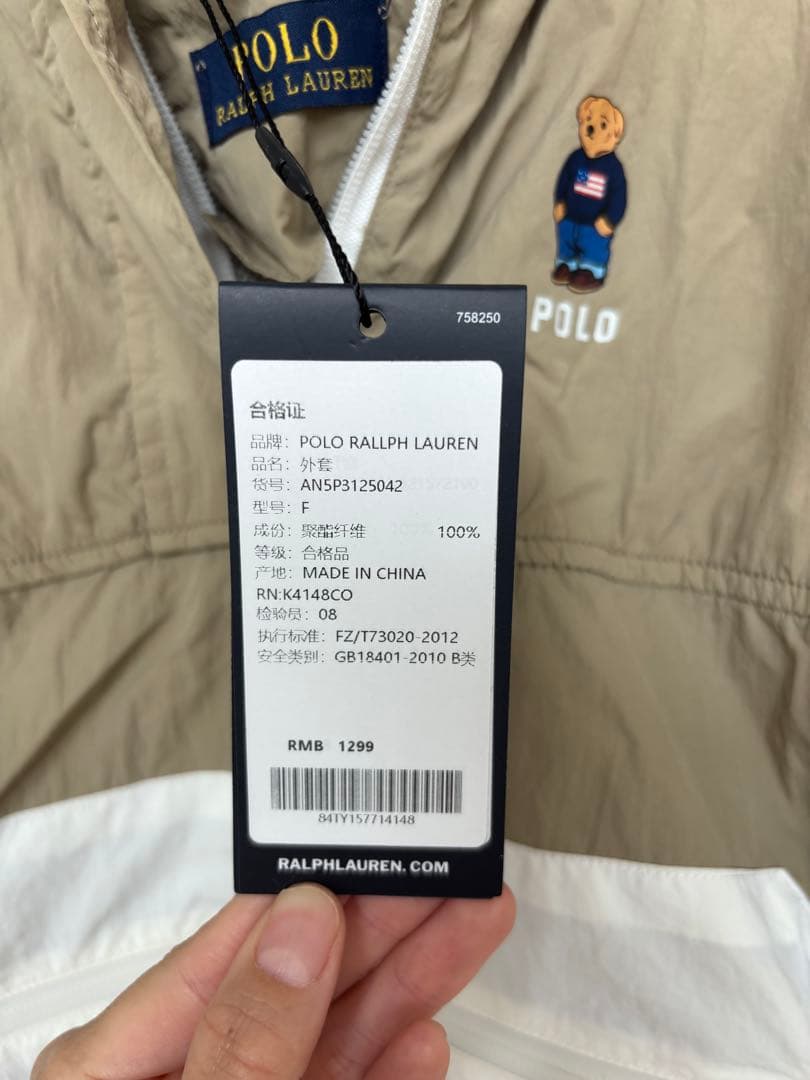 POLO
RALPH LAUREN
POLO
758250
合格证
品牌: POLO RALLPH LAUREN
品名: 外套
货号: AN5P3125042
型号: F
成份: 聚酯纤维 100%
等级: 合格品
产地: MADE IN CHINA
RN:K4148CO
检验员: 08
执行标准: FZ/T73020-2012
安全类别: GB18401-2010 B类
RMB 1299
84TY157714148
RALPHLAUREN.COM